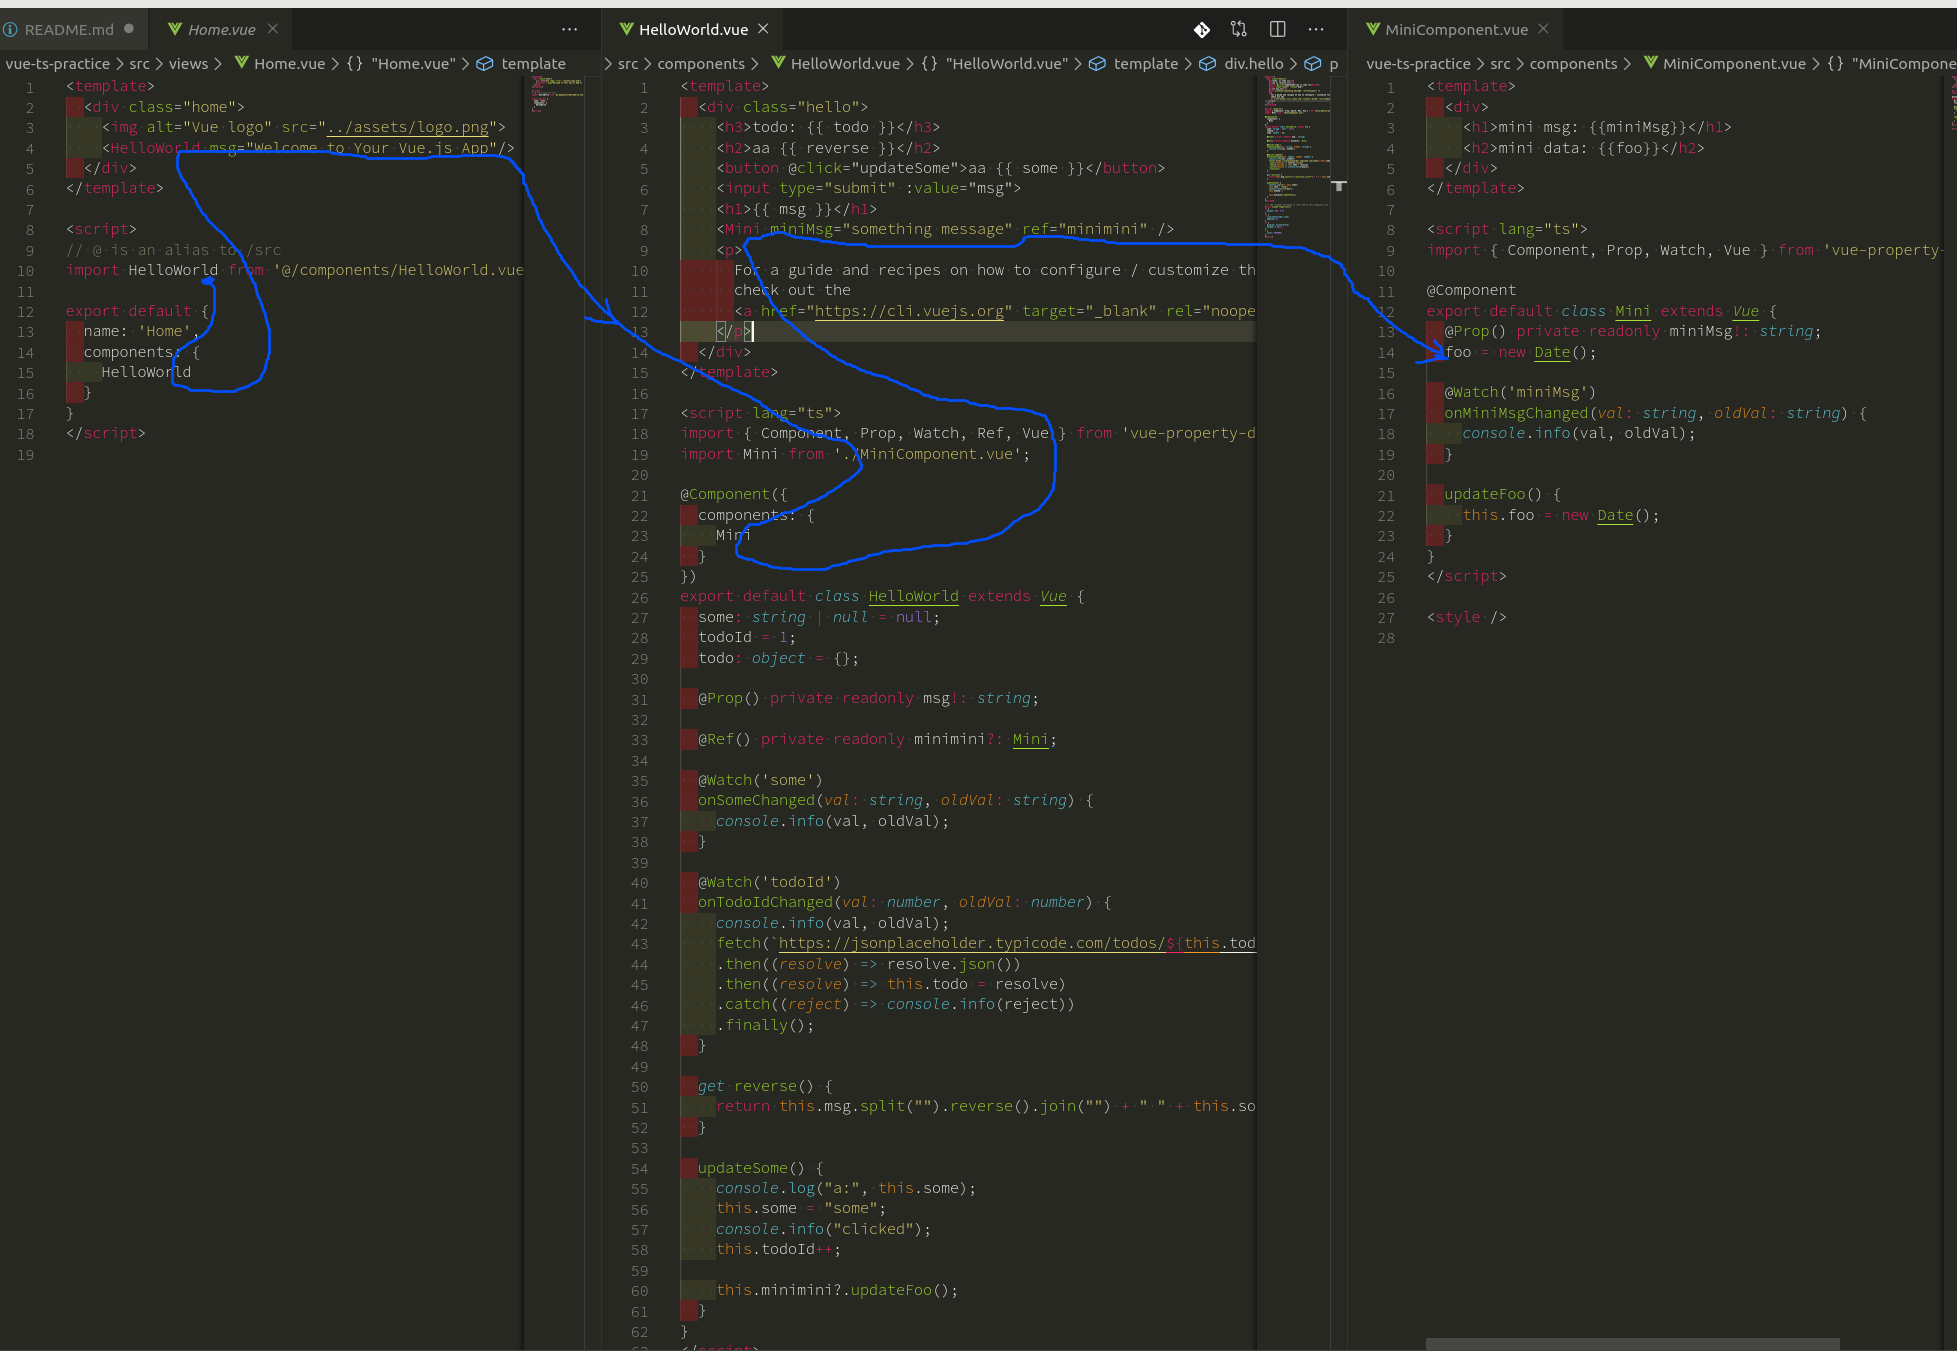 README.md
Home.vue
vue-ts-practice > src > views > Home.vue > {} "Home.vue" > template
1 <template>
2 <div class="home">
3 <img alt="Vue logo" src="../assets/logo.png">
4 <HelloWorld msg="Welcome to Your Vue.js App"/>
5 </div>
6 </template>
7
8 <script>
9 // @ is an alias to /src
10 import HelloWorld from '@/components/HelloWorld.vue
11
12 export default {
13 name: 'Home',
14 components: {
15 HelloWorld
16 }
17 }
18 </script>
19
HelloWorld.vue
> src > components > HelloWorld.vue > {} "HelloWorld.vue" > template > div.hello > p
1 <template>
2 <div class="hello">
3 <h3>todo: {{ todo }}</h3>
4 <h2>aa {{ reverse }}</h2>
5 <button @click="updateSome">aa {{ some }}</button>
6 <input type="submit" :value="msg">
7 <h1>{{ msg }}</h1>
8 <Mini miniMsg="something message" ref="minimini" />
9 <p>
10 For a guide and recipes on how to configure / customize th
11 check out the
12 <a href="https://cli.vuejs.org" target="_blank" rel="noope
13 </p>
14 </div>
15 </template>
16
17 <script lang="ts">
18 import { Component, Prop, Watch, Ref, Vue } from 'vue-property-d
19 import Mini from './MiniComponent.vue';
20
21 @Component({
22 components: {
23 Mini
24 }
25 })
26 export default class HelloWorld extends Vue {
27 some: string | null = null;
28 todoId = 1;
29 todo: object = {};
30
31 @Prop() private readonly msg!: string;
32
33 @Ref() private readonly minimini?: Mini;
34
35 @Watch('some')
36 onSomeChanged(val: string, oldVal: string) {
37 console.info(val, oldVal);
38 }
39
40 @Watch('todoId')
41 onTodoIdChanged(val: number, oldVal: number) {
42 console.info(val, oldVal);
43 fetch(`https://jsonplaceholder.typicode.com/todos/${this.tod
44 .then((resolve) => resolve.json())
45 .then((resolve) => this.todo = resolve)
46 .catch((reject) => console.info(reject))
47 .finally();
48 }
49
50 get reverse() {
51 return this.msg.split("").reverse().join("") + " " + this.so
52 }
53
54 updateSome() {
55 console.log("a:", this.some);
56 this.some = "some";
57 console.info("clicked");
58 this.todoId++;
59
60 this.minimini?.updateFoo();
61 }
62 }
MiniComponent.vue
vue-ts-practice > src > components > MiniComponent.vue > {} "MiniCompone
1 <template>
2 <div>
3 <h1>mini msg: {{miniMsg}}</h1>
4 <h2>mini data: {{foo}}</h2>
5 </div>
6 </template>
7
8 <script lang="ts">
9 import { Component, Prop, Watch, Vue } from 'vue-property-
10
11 @Component
12 export default class Mini extends Vue {
13 @Prop() private readonly miniMsg!: string;
14 foo = new Date();
15
16 @Watch('miniMsg')
17 onMiniMsgChanged(val: string, oldVal: string) {
18 console.info(val, oldVal);
19 }
20
21 updateFoo() {
22 this.foo = new Date();
23 }
24 }
25 </script>
26
27 <style />
28